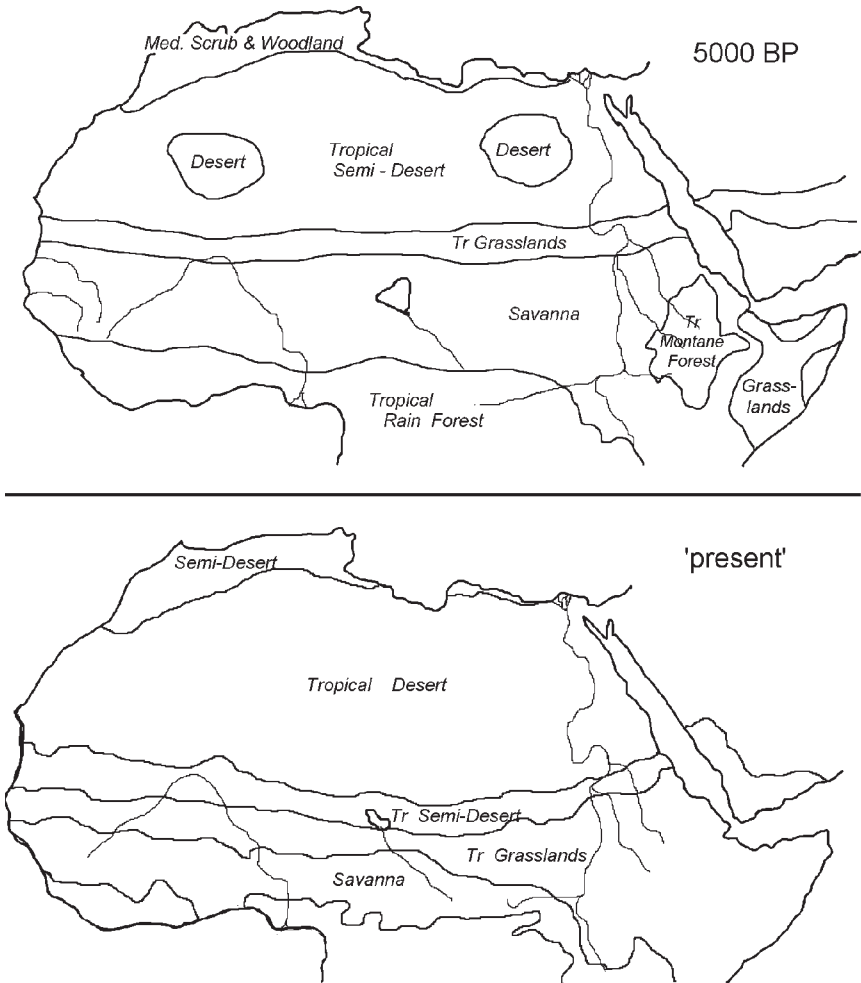 5000 BP
Med. Scrub & Woodland
Desert
Tropical
Semi - Desert
Desert
Tr Grasslands
Savanna
Tr
Montane
Forest
Grass-
lands
Tropical
Rain Forest
'present'
Semi-Desert
Tropical Desert
Tr Semi-Desert
Tr Grasslands
Savanna